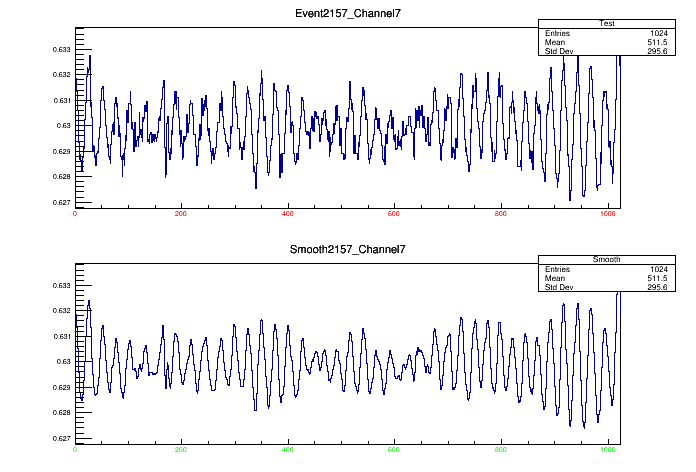 Event2157_Channel7
Test
Entries 1024
Mean 511.5
Std Dev 295.6
0.633
0.632
0.631
0.63
0.629
0.628
0.627
0 200 400 600 800 1000
Smooth2157_Channel7
Smooth
Entries 1024
Mean 511.5
Std Dev 295.6
0.633
0.632
0.631
0.63
0.629
0.628
0.627
0 200 400 600 800 1000